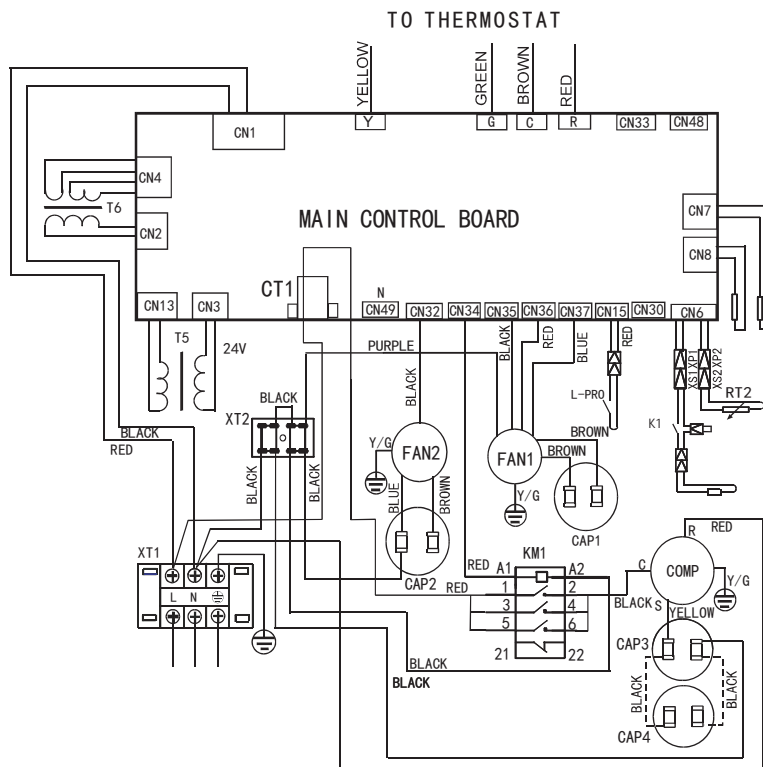 TO THERMOSTAT
YELLOW
GREEN
BROWN
RED
CN1
Y
G
C
R
CN33
CN48
CN4
T6
CN2
MAIN CONTROL BOARD
CN7
CN8
CT1
N
CN13
CN3
CN49
CN32
CN34
CN35
CN36
CN37
CN15
CN30
CN6
T5
24V
PURPLE
BLACK
BLACK
RED
BLUE
RED
XS1XP1
XS2XP2
L-PRO
RT2
K1
BLACK
XT2
BLACK
RED
BLACK
BLACK
Y/G
FAN2
FAN1
BROWN
BROWN
BLUE
BROWN
Y/G
CAP1
CAP2
XT1
L
N
RED
A1
KM1
A2
RED
1
2
3
4
5
6
21
22
C
R
RED
COMP
Y/G
BLACK
S
YELLOW
CAP3
BLACK
BLACK
BLACK
BLACK
CAP4